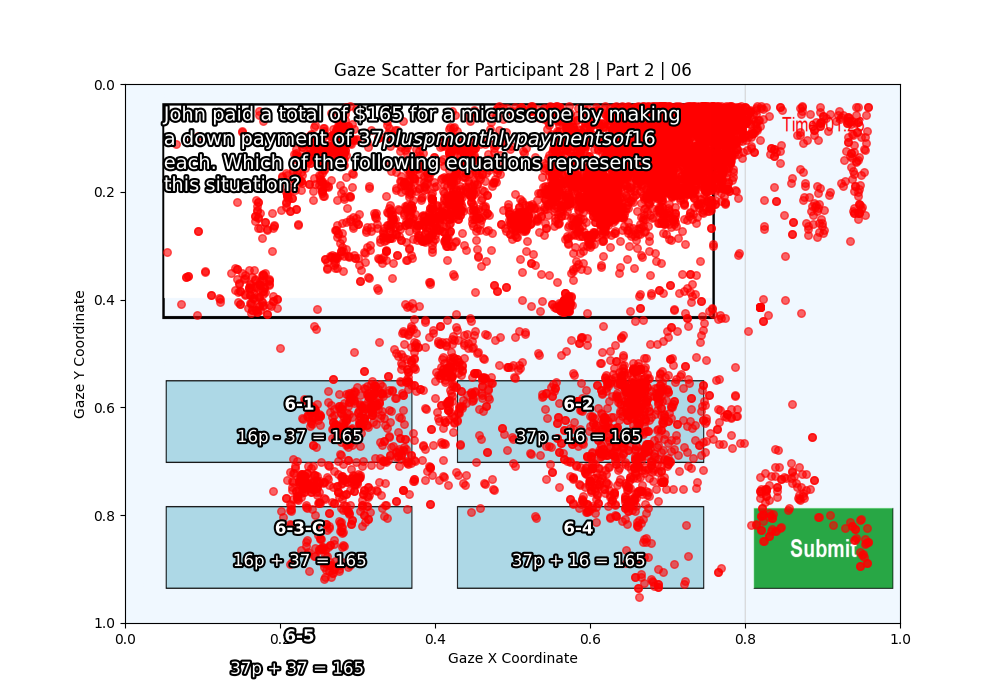 Gaze Scatter for Participant 28 | Part 2 | 06
John paid a total of $165 for a microscope by making
a down payment of 37pluspmonthlypaymentsof16
each. Which of the following equations represents
this situation?
6-1
16p - 37 = 165
6-2
37p - 16 = 165
6-3-C
16p + 37 = 165
6-4
37p + 16 = 165
Submit
6-5
37p + 37 = 165
0.0
0.2
0.4
0.6
0.8
1.0
Gaze Y Coordinate
0.0
0.2
0.4
0.6
0.8
1.0
Gaze X Coordinate